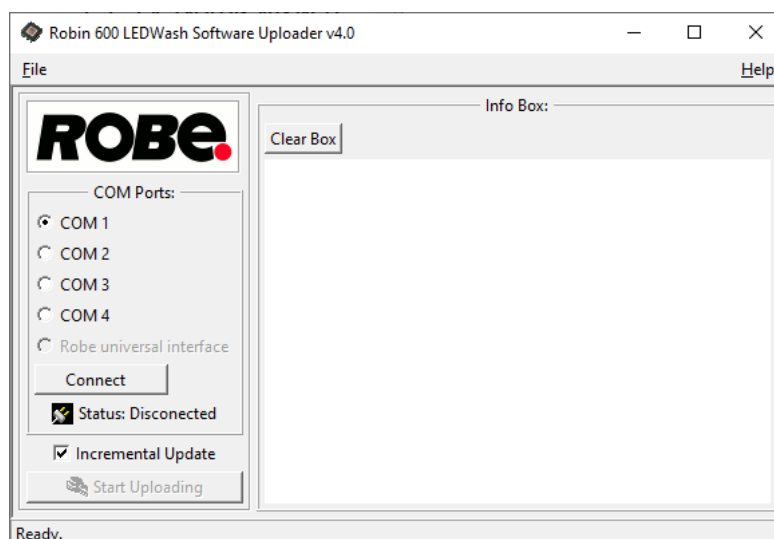 Robin 600 LEDWash Software Uploader v4.0
File
Help
ROBE.
COM Ports:
COM 1
COM 2
COM 3
COM 4
Robe universal interface
Connect
Status: Disconected
Incremental Update
Start Uploading
Info Box:
Clear Box
Ready.